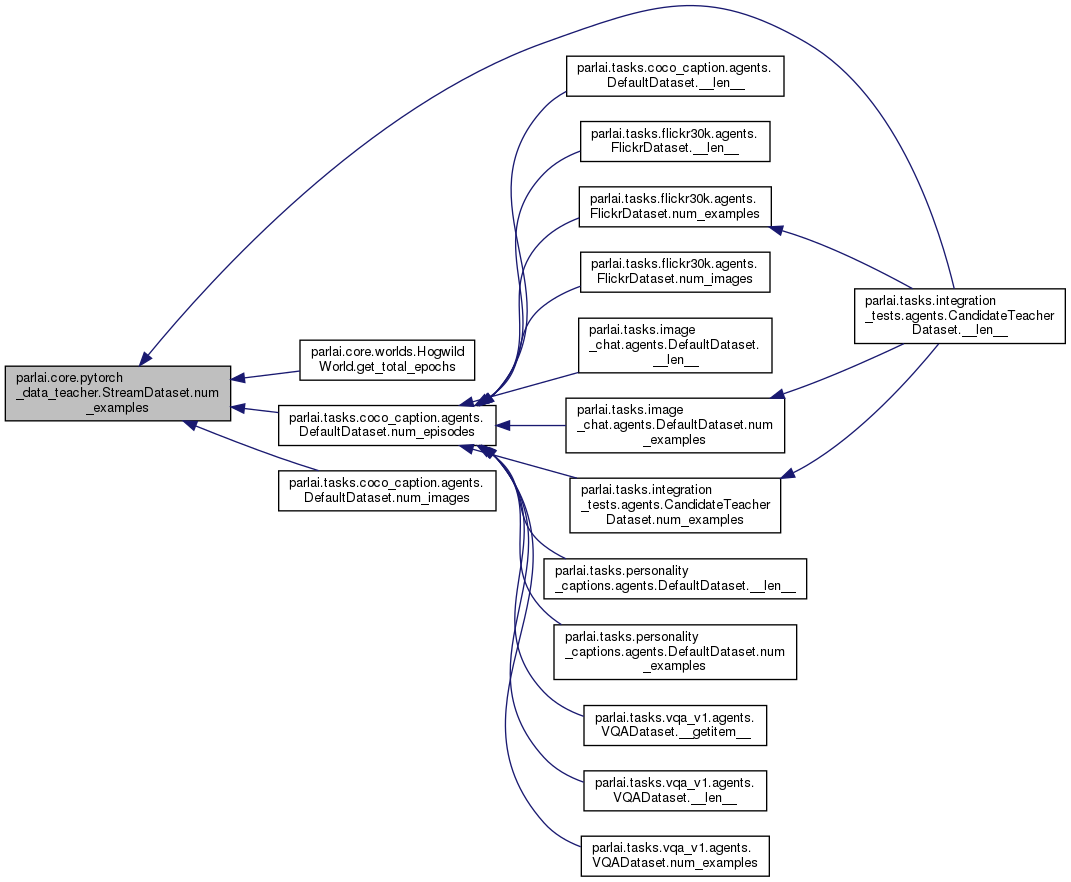 parlai.core.pytorch
_data_teacher.StreamDataset.num
_examples
parlai.core.worlds.Hogwild
World.get_total_epochs
parlai.tasks.coco_caption.agents.
DefaultDataset.num_episodes
parlai.tasks.coco_caption.agents.
DefaultDataset.num_images
parlai.tasks.coco_caption.agents.
DefaultDataset.__len__
parlai.tasks.flickr30k.agents.
FlickrDataset.__len__
parlai.tasks.flickr30k.agents.
FlickrDataset.num_examples
parlai.tasks.flickr30k.agents.
FlickrDataset.num_images
parlai.tasks.image
_chat.agents.DefaultDataset.
__len__
parlai.tasks.image
_chat.agents.DefaultDataset.num
_examples
parlai.tasks.integration
_tests.agents.CandidateTeacher
Dataset.num_examples
parlai.tasks.personality
_captions.agents.DefaultDataset.__len__
parlai.tasks.personality
_captions.agents.DefaultDataset.num
_examples
parlai.tasks.vqa_v1.agents.
VQADataset.__getitem__
parlai.tasks.vqa_v1.agents.
VQADataset.__len__
parlai.tasks.vqa_v1.agents.
VQADataset.num_examples
parlai.tasks.integration
_tests.agents.CandidateTeacher
Dataset.__len__